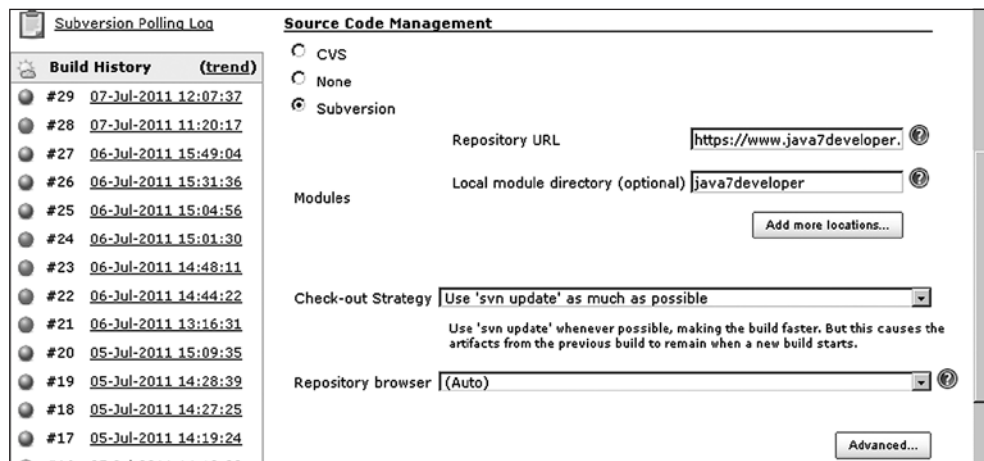 Subversion Polling Log
Build History (trend)
#29 07-Jul-2011 12:07:37
#28 07-Jul-2011 11:20:17
#27 06-Jul-2011 15:49:04
#26 06-Jul-2011 15:31:36
#25 06-Jul-2011 15:04:56
#24 06-Jul-2011 15:01:30
#23 06-Jul-2011 14:48:11
#22 06-Jul-2011 14:44:22
#21 06-Jul-2011 13:16:31
#20 05-Jul-2011 15:09:35
#19 05-Jul-2011 14:28:39
#18 05-Jul-2011 14:27:25
#17 05-Jul-2011 14:19:24
Source Code Management
CVS
None
Subversion
Modules
Repository URL https://www.java7developer.
Local module directory (optional) java7developer
Add more locations...
Check-out Strategy Use 'svn update' as much as possible
Use 'svn update' whenever possible, making the build faster. But this causes the
artifacts from the previous build to remain when a new build starts.
Repository browser (Auto)
Advanced...